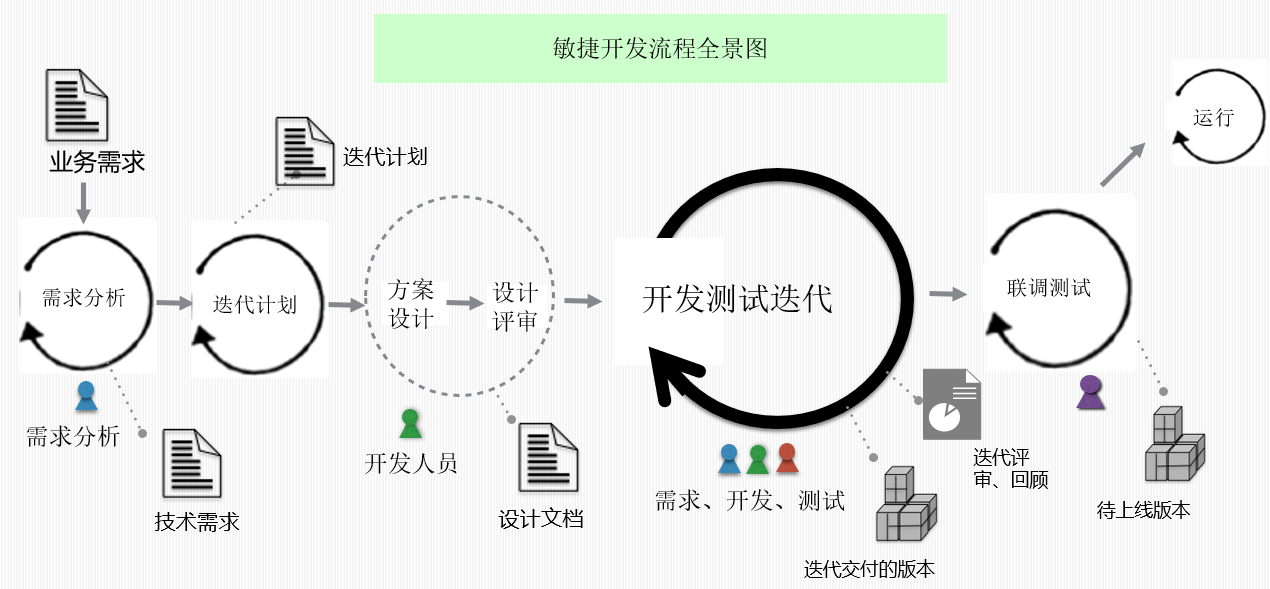 敏捷开发流程全景图
业务需求
迭代计划
运行
需求分析
迭代计划
方案
设计
设计
评审
开发测试迭代
联调测试
需求分析
技术需求
开发人员
设计文档
需求、开发、测试
迭代交付的版本
迭代评
审、回顾
待上线版本